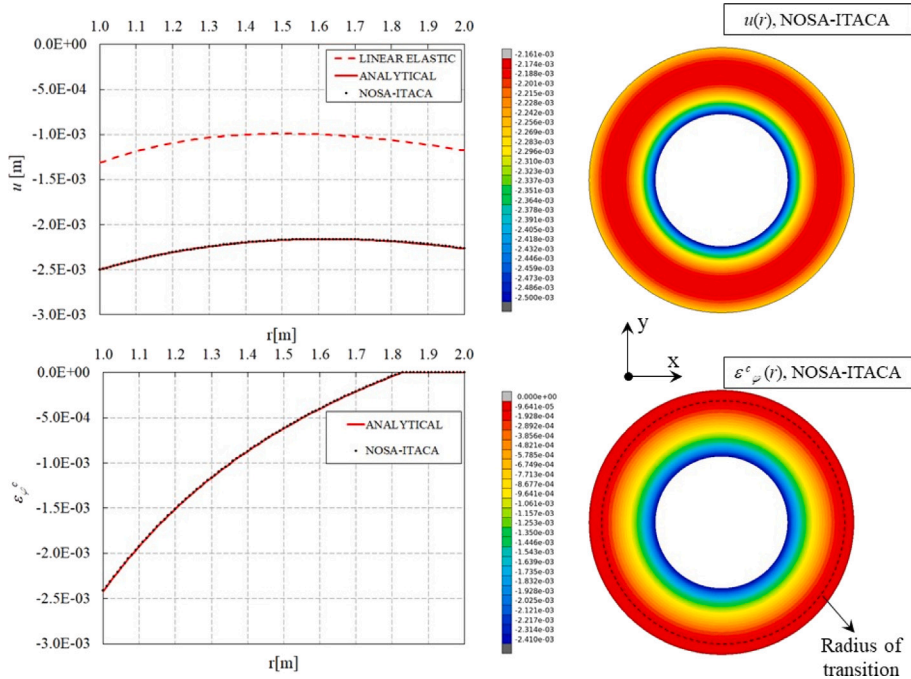 1.0 1.1 1.2 1.3 1.4 1.5 1.6 1.7 1.8 1.9 2.0
0.0E+00
-5.0E-04
-1.0E-03
-1.5E-03
-2.0E-03
-2.5E-03
-3.0E-03
u [m]
r[m]
LINEAR ELASTIC
ANALYTICAL
NOSA-ITACA
-2.161e-03
-2.174e-03
-2.188e-03
-2.201e-03
-2.215e-03
-2.228e-03
-2.242e-03
-2.256e-03
-2.269e-03
-2.283e-03
-2.296e-03
-2.310e-03
-2.323e-03
-2.337e-03
-2.351e-03
-2.364e-03
-2.378e-03
-2.391e-03
-2.405e-03
-2.418e-03
-2.432e-03
-2.446e-03
-2.459e-03
-2.473e-03
-2.486e-03
-2.500e-03
u(r), NOSA-ITACA
y
x
1.0 1.1 1.2 1.3 1.4 1.5 1.6 1.7 1.8 1.9 2.0
0.0E+00
-5.0E-04
-1.0E-03
-1.5E-03
-2.0E-03
-2.5E-03
-3.0E-03
εφᶜ
r[m]
ANALYTICAL
NOSA-ITACA
0.000e+00
-9.641e-05
-1.928e-04
-2.892e-04
-3.856e-04
-4.821e-04
-5.785e-04
-6.749e-04
-7.713e-04
-8.677e-04
-9.641e-04
-1.061e-03
-1.157e-03
-1.253e-03
-1.350e-03
-1.446e-03
-1.543e-03
-1.639e-03
-1.735e-03
-1.832e-03
-1.928e-03
-2.025e-03
-2.121e-03
-2.217e-03
-2.314e-03
-2.410e-03
εᶜφ(r), NOSA-ITACA
Radius of
transition